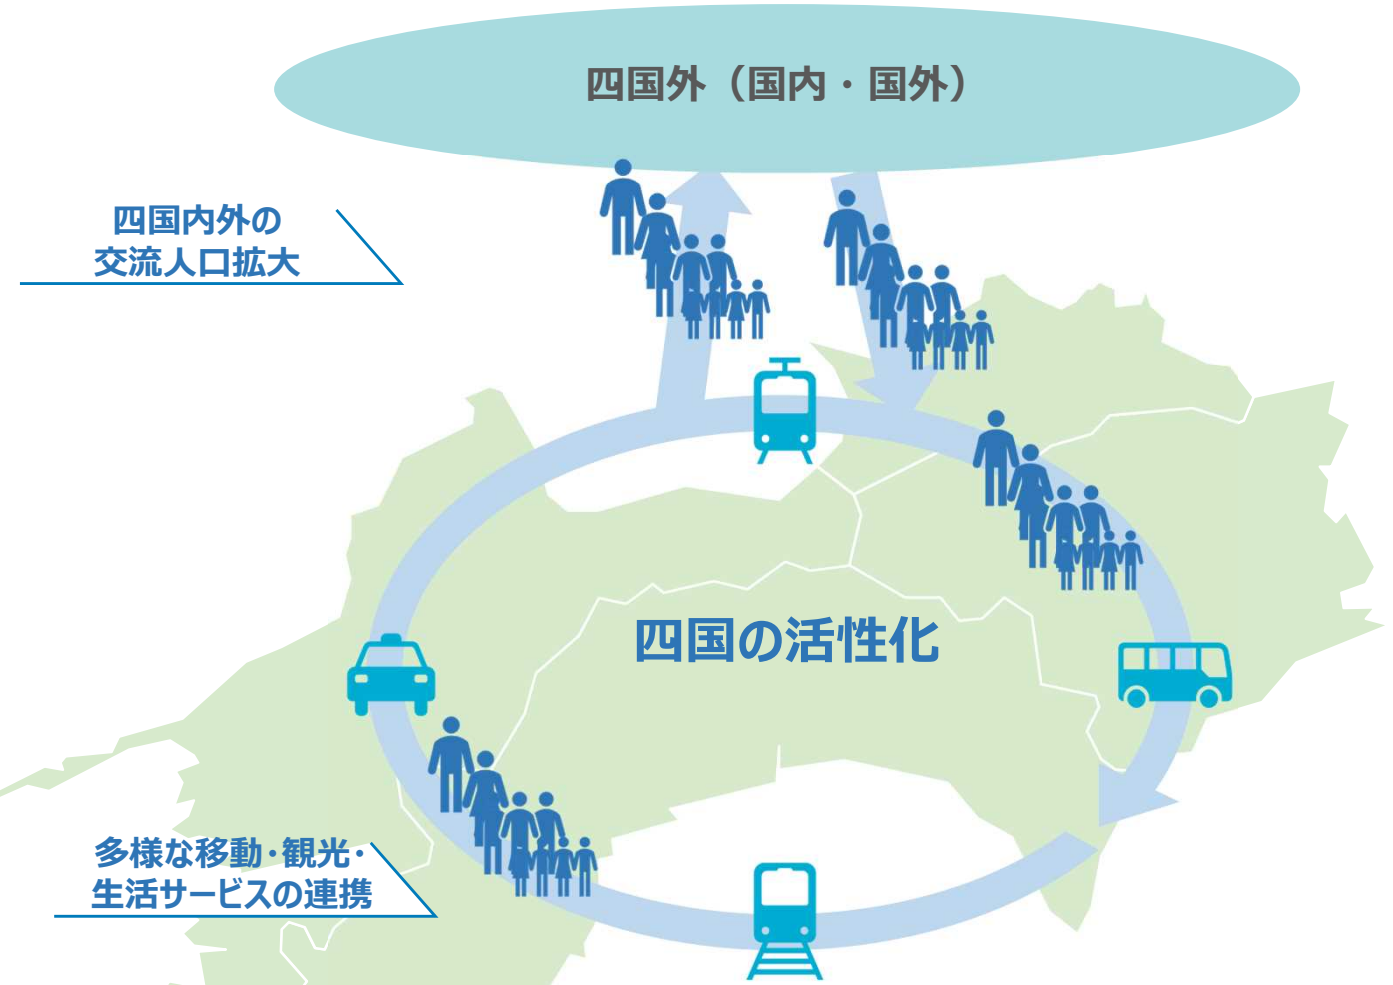 四国外（国内・国外）
四国内外の
交流人口拡大
四国の活性化
多様な移動・観光・
生活サービスの連携